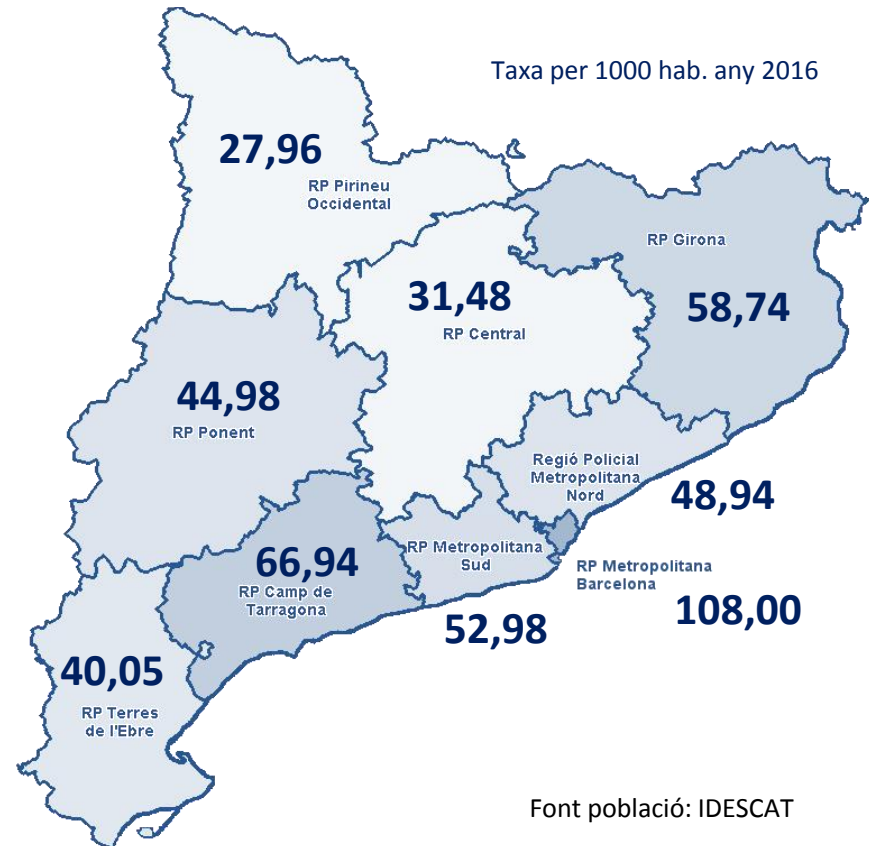 Taxa per 1000 hab. any 2016
27,96
RP Pirineu
Occidental
RP Girona
58,74
31,48
RP Central
44,98
RP Ponent
Regió Policial
Metropolitana
Nord
48,94
RP Metropolitana
Sud
52,98
RP Metropolitana
Barcelona
108,00
66,94
RP Camp de
Tarragona
40,05
RP Terres
de l'Ebre
Font població: IDESCAT